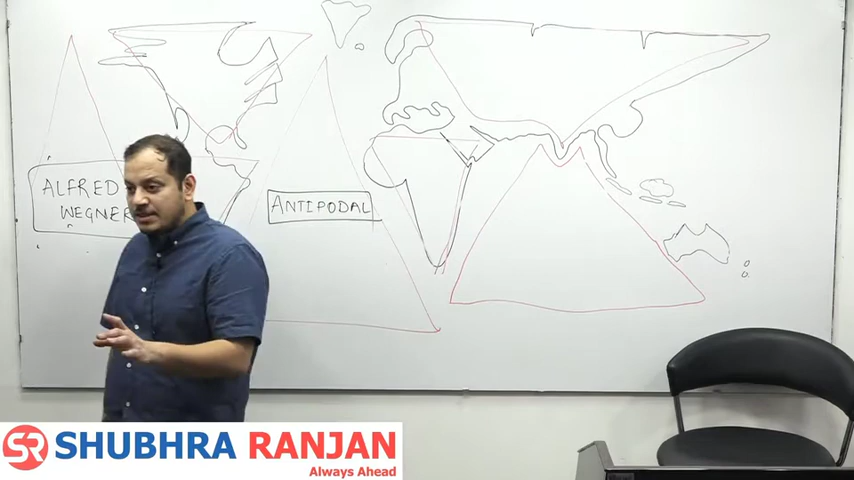 ALFRED
WEGNER
ANTIPODAL
SR SHUBHRA RANJAN
Always Ahead